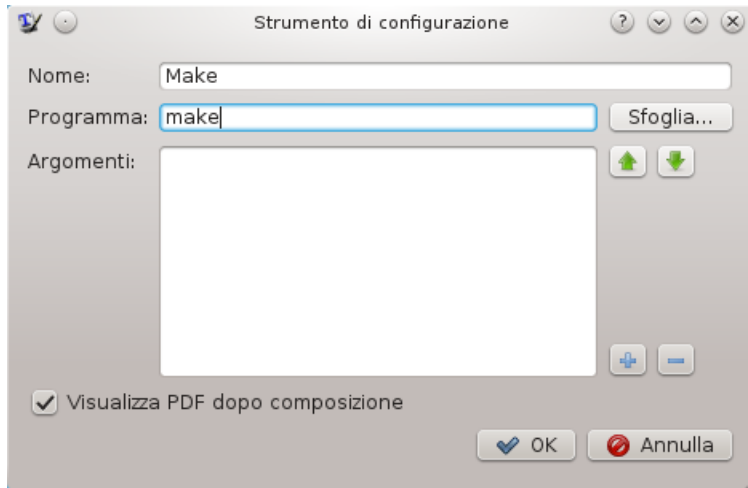 Strumento di configurazione
Nome: Make
Programma: make Sfoglia...
Argomenti:
Visualizza PDF dopo composizione
OK Annulla